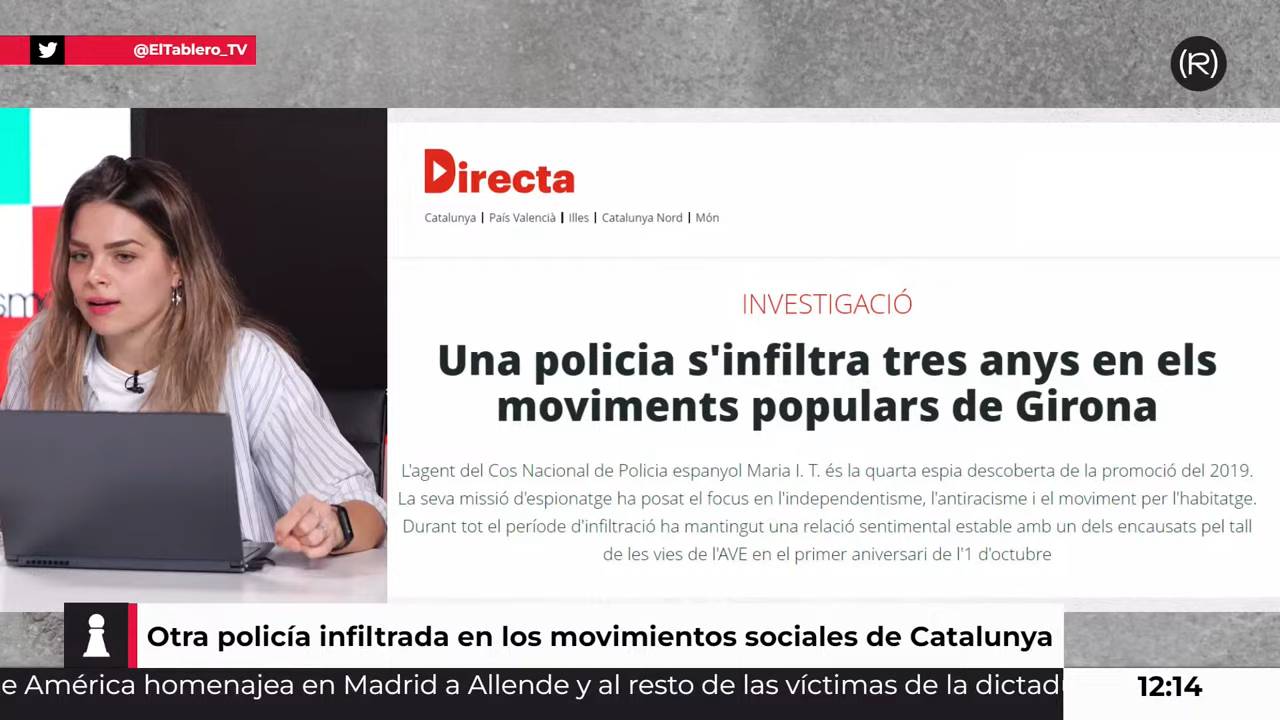 @ElTablero_TV
(R)
Directa
Catalunya | País Valencià | Illes | Catalunya Nord | Món
INVESTIGACIÓ
Una policia s'infiltra tres anys en els
moviments populars de Girona
L'agent del Cos Nacional de Policia espanyol Maria I. T. és la quarta espia descoberta de la promoció del 2019.
La seva missió d'espionatge ha posat el focus en l'independentisme, l'antiracisme i el moviment per l'habitatge.
Durant tot el període d'infiltració ha mantingut una relació sentimental estable amb un dels encausats pel tall
de les vies de l'AVE en el primer aniversari de l'1 d'octubre
Otra policía infiltrada en los movimientos sociales de Catalunya
e América homenajea en Madrid a Allende y al resto de las víctimas de la dictad
12:14